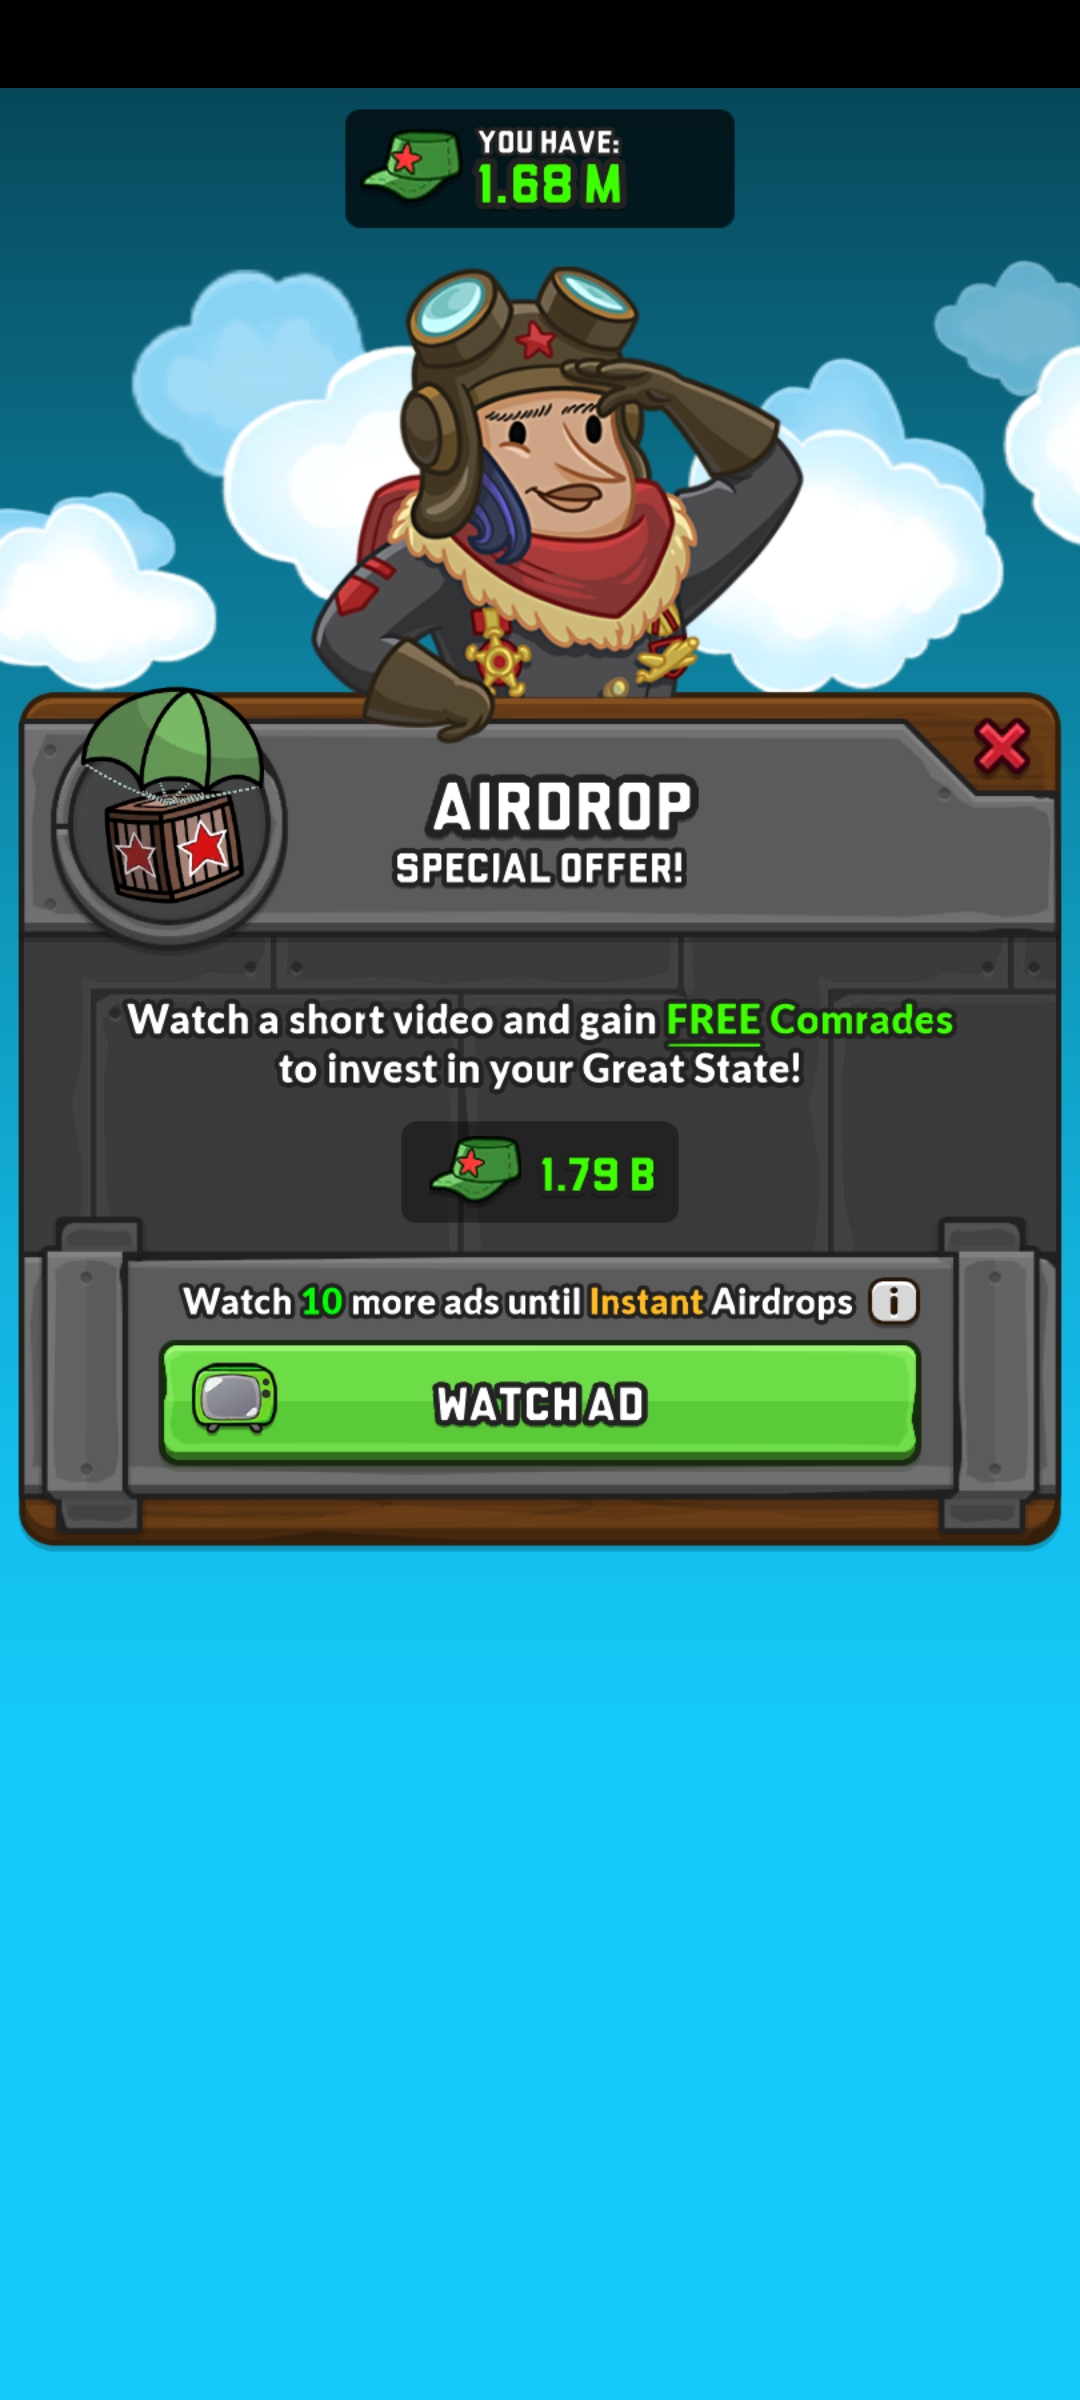 YOU HAVE:
1.68 M
AIRDROP
SPECIAL OFFER!
Watch a short video and gain FREE Comrades
to invest in your Great State!
1.79 B
Watch 10 more ads until Instant Airdrops i
WATCH AD